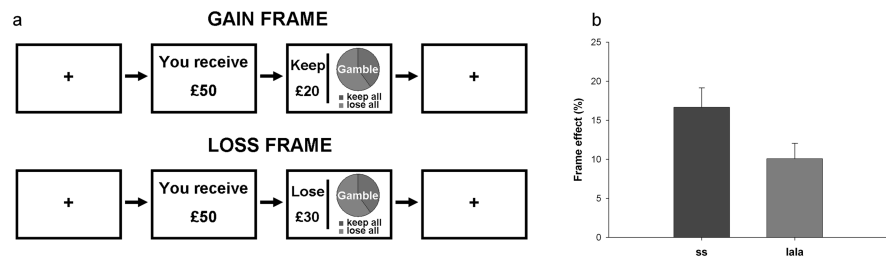 a
GAIN FRAME
+
You receive
£50
Keep
£20
Gamble
keep all
lose all
+
LOSS FRAME
+
You receive
£50
Lose
£30
Gamble
keep all
lose all
+
b
25
20
15
10
5
0
Frame effect (%)
ss
lala